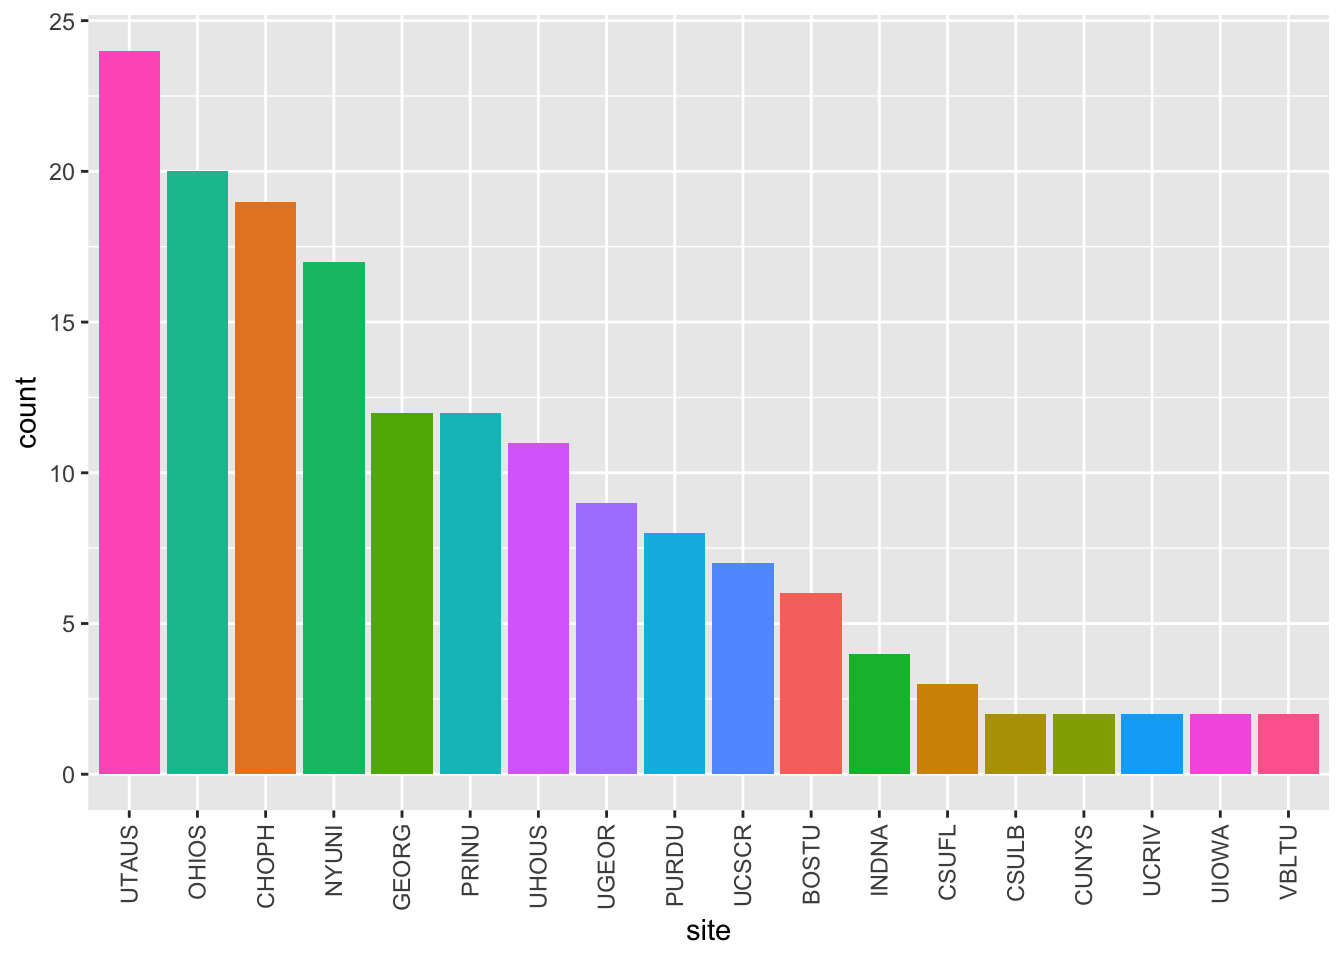 25
20
15
10
5
0
count
UTAUS
OHIOS
CHOPH
NYUNI
GEORG
PRINU
UHOUS
UGEOR
PURDU
UCSCR
BOSTU
INDNA
CSUFL
CSULB
CUNYS
UCRIV
UIOWA
VBLTU
site